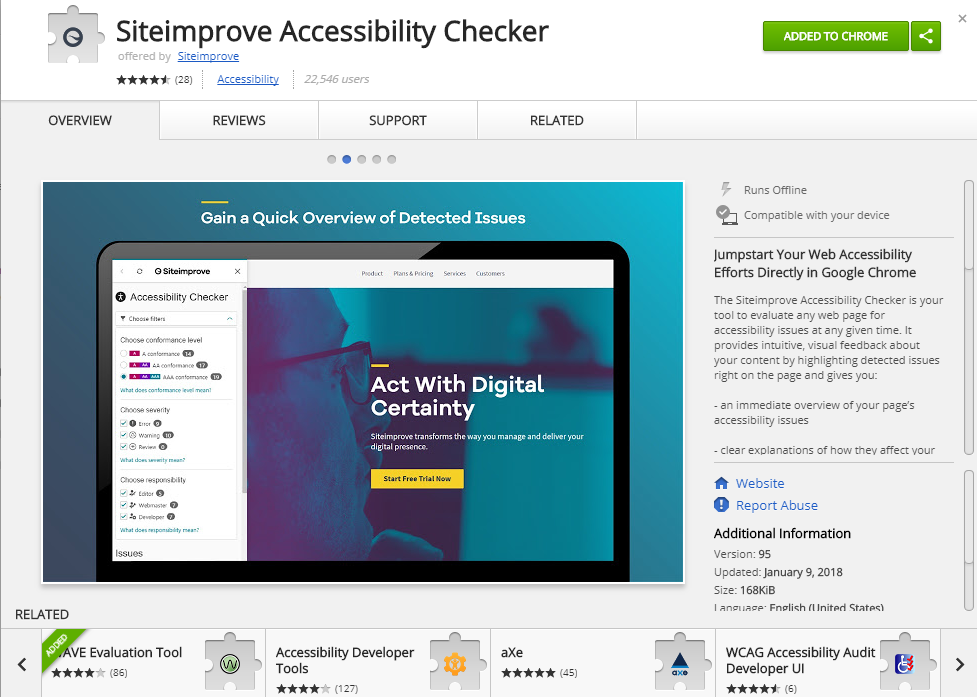 Siteimprove Accessibility Checker
offered by Siteimprove
(28)
Accessibility
22,546 users
ADDED TO CHROME
OVERVIEW
REVIEWS
SUPPORT
RELATED
Gain a Quick Overview of Detected Issues
Siteimprove
Product
Plans & Pricing
Services
Customers
Accessibility Checker
Choose filters
Choose conformance level
A A conformance 14
A AA AA conformance 17
A AA AAA AAA conformance 19
What does conformance level mean?
Choose severity
Error
Warning 10
Review
What does severity mean?
Choose responsibility
Editor 5
Webmaster 7
Developer 7
What does responsibility mean?
Issues
Act With Digital
Certainty
Siteimprove transforms the way you manage and deliver your
digital presence.
Start Free Trial Now
Runs Offline
Compatible with your device
Jumpstart Your Web Accessibility
Efforts Directly in Google Chrome
The Siteimprove Accessibility Checker is your
tool to evaluate any web page for
accessibility issues at any given time. It
provides intuitive, visual feedback about
your content by highlighting detected issues
right on the page and gives you:
- an immediate overview of your page's
accessibility issues
- clear explanations of how they affect your
Website
Report Abuse
Additional Information
Version: 95
Updated: January 9, 2018
Size: 168KiB
Language: English (United States)
RELATED
ADDED
WAVE Evaluation Tool
(86)
Accessibility Developer
Tools
(127)
aXe
(45)
axe
WCAG Accessibility Audit
Developer UI
(6)